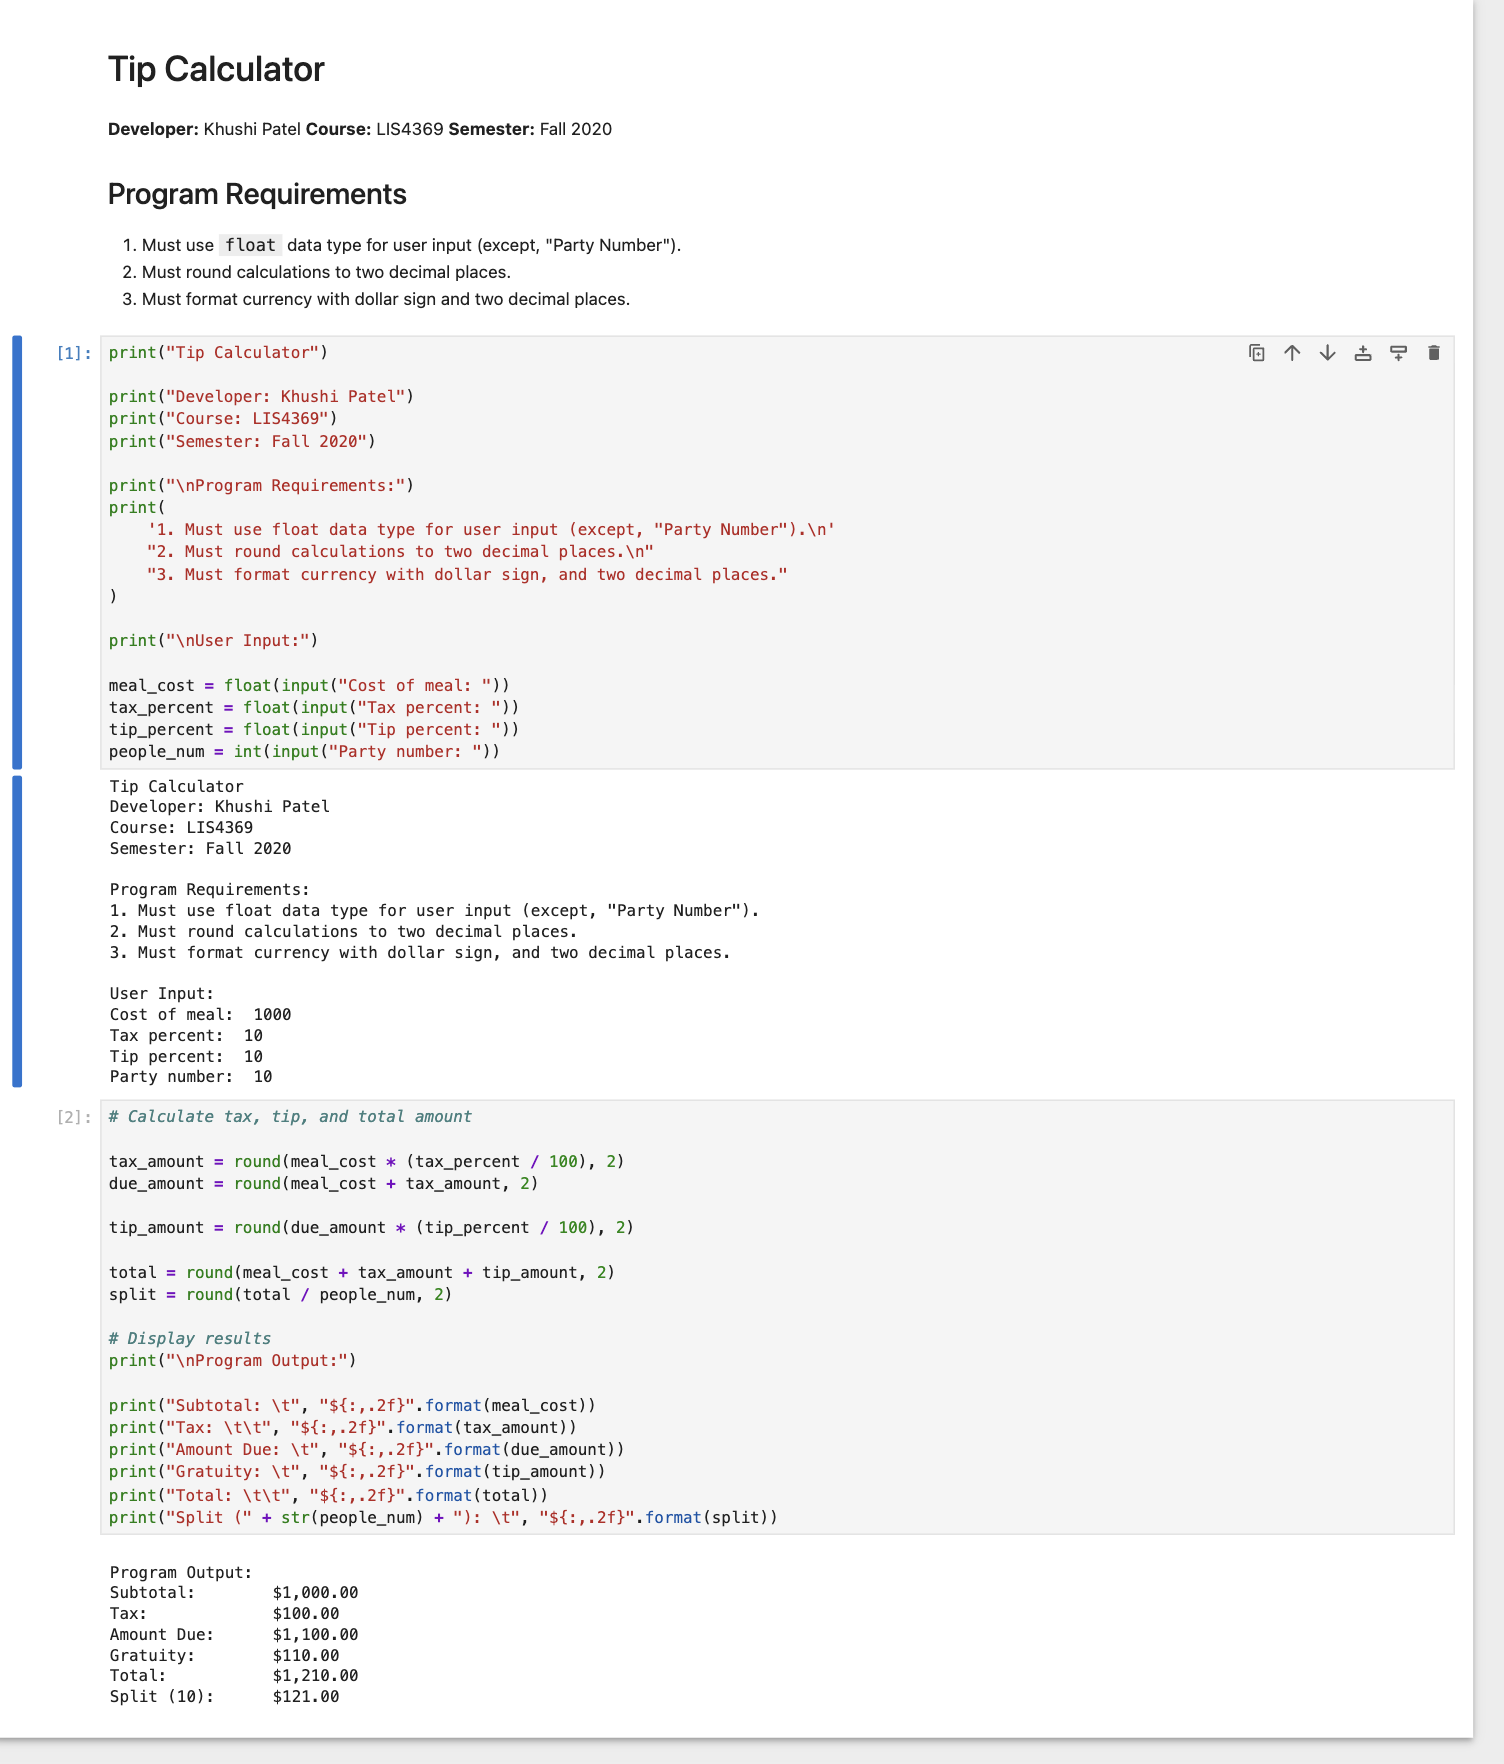 Tip Calculator
Developer: Khushi Patel Course: LIS4369 Semester: Fall 2020
Program Requirements
1. Must use float data type for user input (except, "Party Number").
2. Must round calculations to two decimal places.
3. Must format currency with dollar sign and two decimal places.
[1]: print("Tip Calculator")
print("Developer: Khushi Patel")
print("Course: LIS4369")
print("Semester: Fall 2020")
print("\nProgram Requirements:")
print(
    '1. Must use float data type for user input (except, "Party Number").\n'
    "2. Must round calculations to two decimal places.\n"
    "3. Must format currency with dollar sign, and two decimal places."
)
print("\nUser Input:")
meal_cost = float(input("Cost of meal: "))
tax_percent = float(input("Tax percent: "))
tip_percent = float(input("Tip percent: "))
people_num = int(input("Party number: "))
Tip Calculator
Developer: Khushi Patel
Course: LIS4369
Semester: Fall 2020
Program Requirements:
1. Must use float data type for user input (except, "Party Number").
2. Must round calculations to two decimal places.
3. Must format currency with dollar sign, and two decimal places.
User Input:
Cost of meal:  1000
Tax percent:  10
Tip percent:  10
Party number:  10
[2]: # Calculate tax, tip, and total amount
tax_amount = round(meal_cost * (tax_percent / 100), 2)
due_amount = round(meal_cost + tax_amount, 2)
tip_amount = round(due_amount * (tip_percent / 100), 2)
total = round(meal_cost + tax_amount + tip_amount, 2)
split = round(total / people_num, 2)
# Display results
print("\nProgram Output:")
print("Subtotal: \t", "${:,.2f}".format(meal_cost))
print("Tax: \t\t", "${:,.2f}".format(tax_amount))
print("Amount Due: \t", "${:,.2f}".format(due_amount))
print("Gratuity: \t", "${:,.2f}".format(tip_amount))
print("Total: \t\t", "${:,.2f}".format(total))
print("Split (" + str(people_num) + "): \t", "${:,.2f}".format(split))
Program Output:
Subtotal:        $1,000.00
Tax:             $100.00
Amount Due:      $1,100.00
Gratuity:        $110.00
Total:           $1,210.00
Split (10):      $121.00